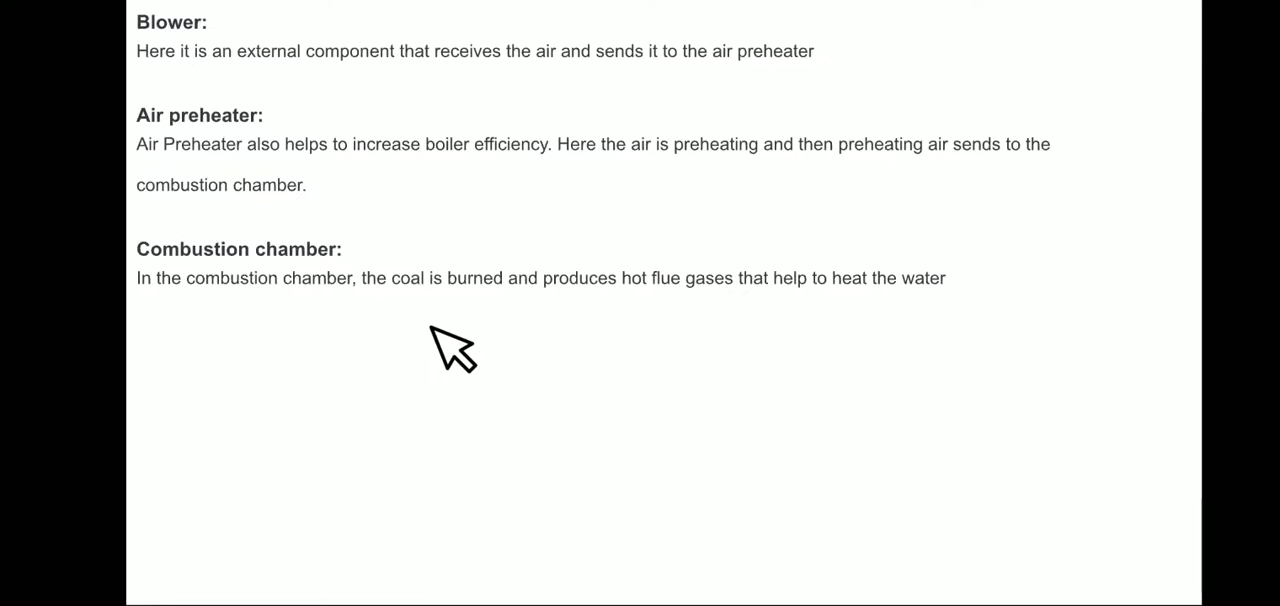 Blower:
Here it is an external component that receives the air and sends it to the air preheater
Air preheater:
Air Preheater also helps to increase boiler efficiency. Here the air is preheating and then preheating air sends to the
combustion chamber.
Combustion chamber:
In the combustion chamber, the coal is burned and produces hot flue gases that help to heat the water